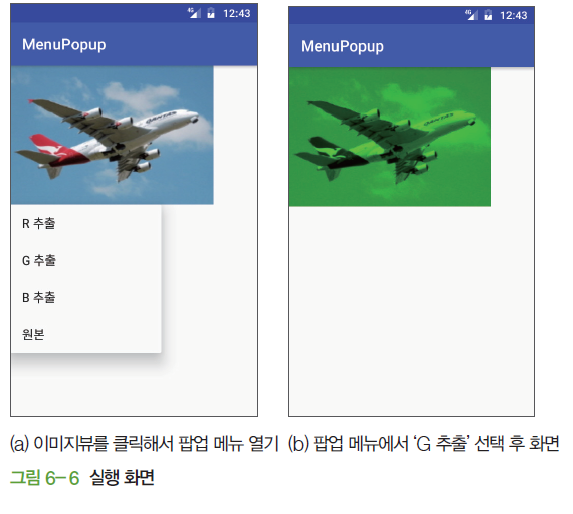 4G 12:43
MenuPopup
R 추출
G 추출
B 추출
원본
4G 12:43
MenuPopup
(a) 이미지뷰를 클릭해서 팝업 메뉴 열기
(b) 팝업 메뉴에서 ‘G 추출’ 선택 후 화면
그림 6-6 실행 화면